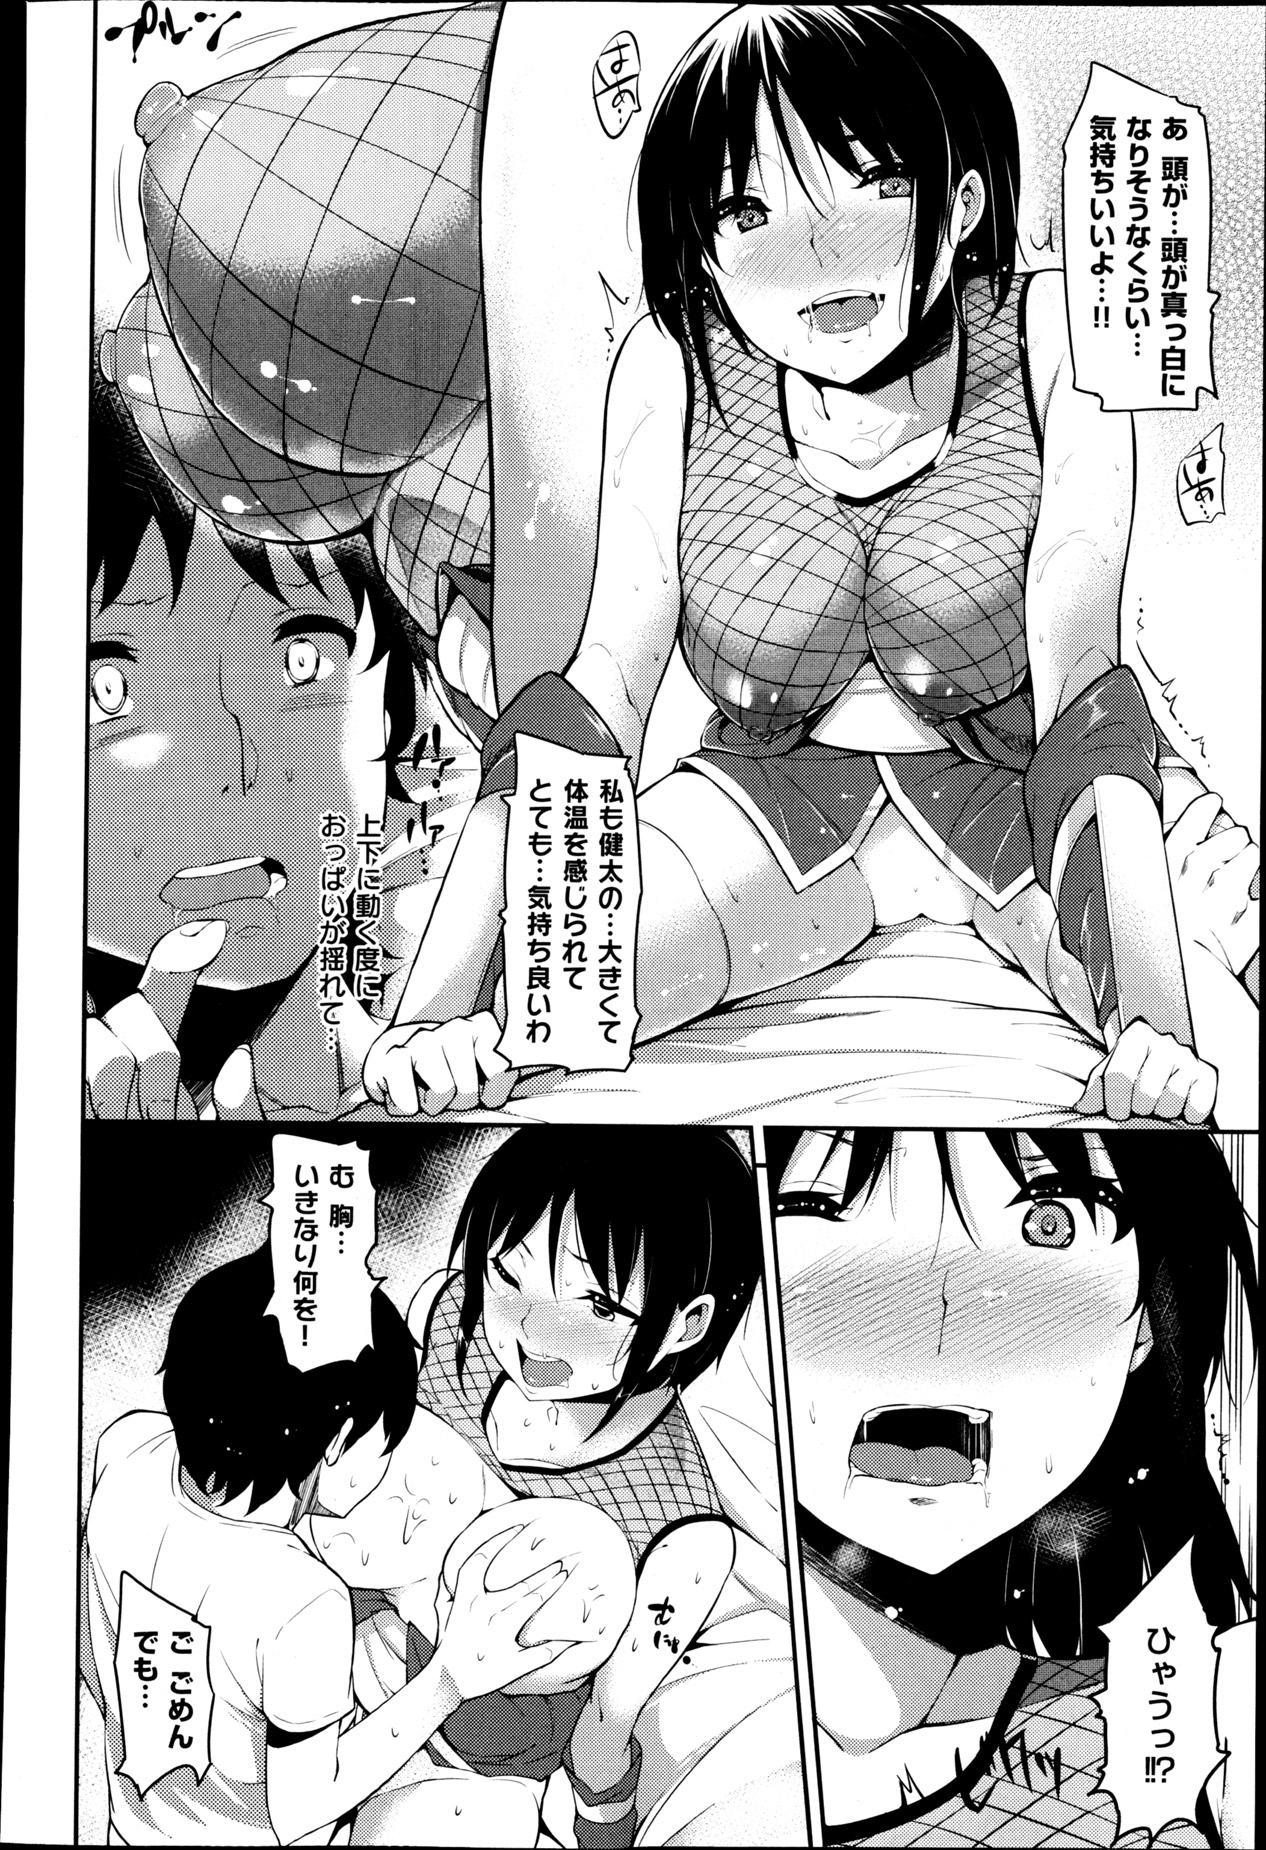 あ 頭が…頭が真っ白に
なりそうなくらい…
気持ちいいよ…!!
はぁ…
はぁ…
プルン
私も健太の…大きくて
体温を感じられて
とても…気持ち良いわ
ハァ…ハァ…
上下に動く度に
おっぱいが揺れて…
ひゃうっ!!?
む 胸…
いきなり何を!
むにゅ
ご ごめん
でも…